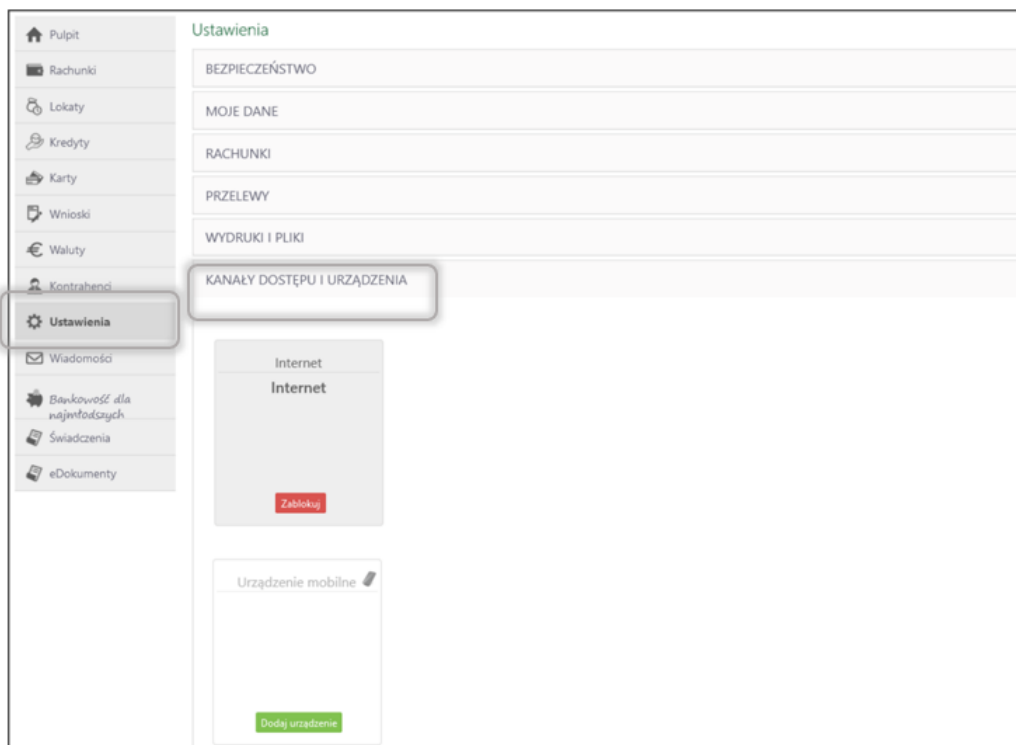 Pulpit
Rachunki
Lokaty
Kredyty
Karty
Wnioski
Waluty
Kontrahenci
Ustawienia
Wiadomości
Bankowość dla
najmłodszych
Świadczenia
eDokumenty
Ustawienia
BEZPIECZEŃSTWO
MOJE DANE
RACHUNKI
PRZELEWY
WYDRUKI I PLIKI
KANAŁY DOSTĘPU I URZĄDZENIA
Internet
Internet
Zablokuj
Urządzenie mobilne
Dodaj urządzenie